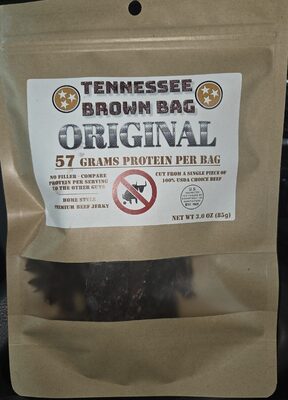 TENNESSEE
BROWN BAG
ORIGINAL
57 GRAMS PROTEIN PER BAG
NO FILLER - COMPARE
PROTEIN PER SERVING
TO THE OTHER GUYS
CUT FROM A SINGLE PIECE OF
100% USDA CHOICE BEEF
HOME STYLE
PREMIUM BEEF JERKY
U.S.
NET WT 3.0 OZ (85g)